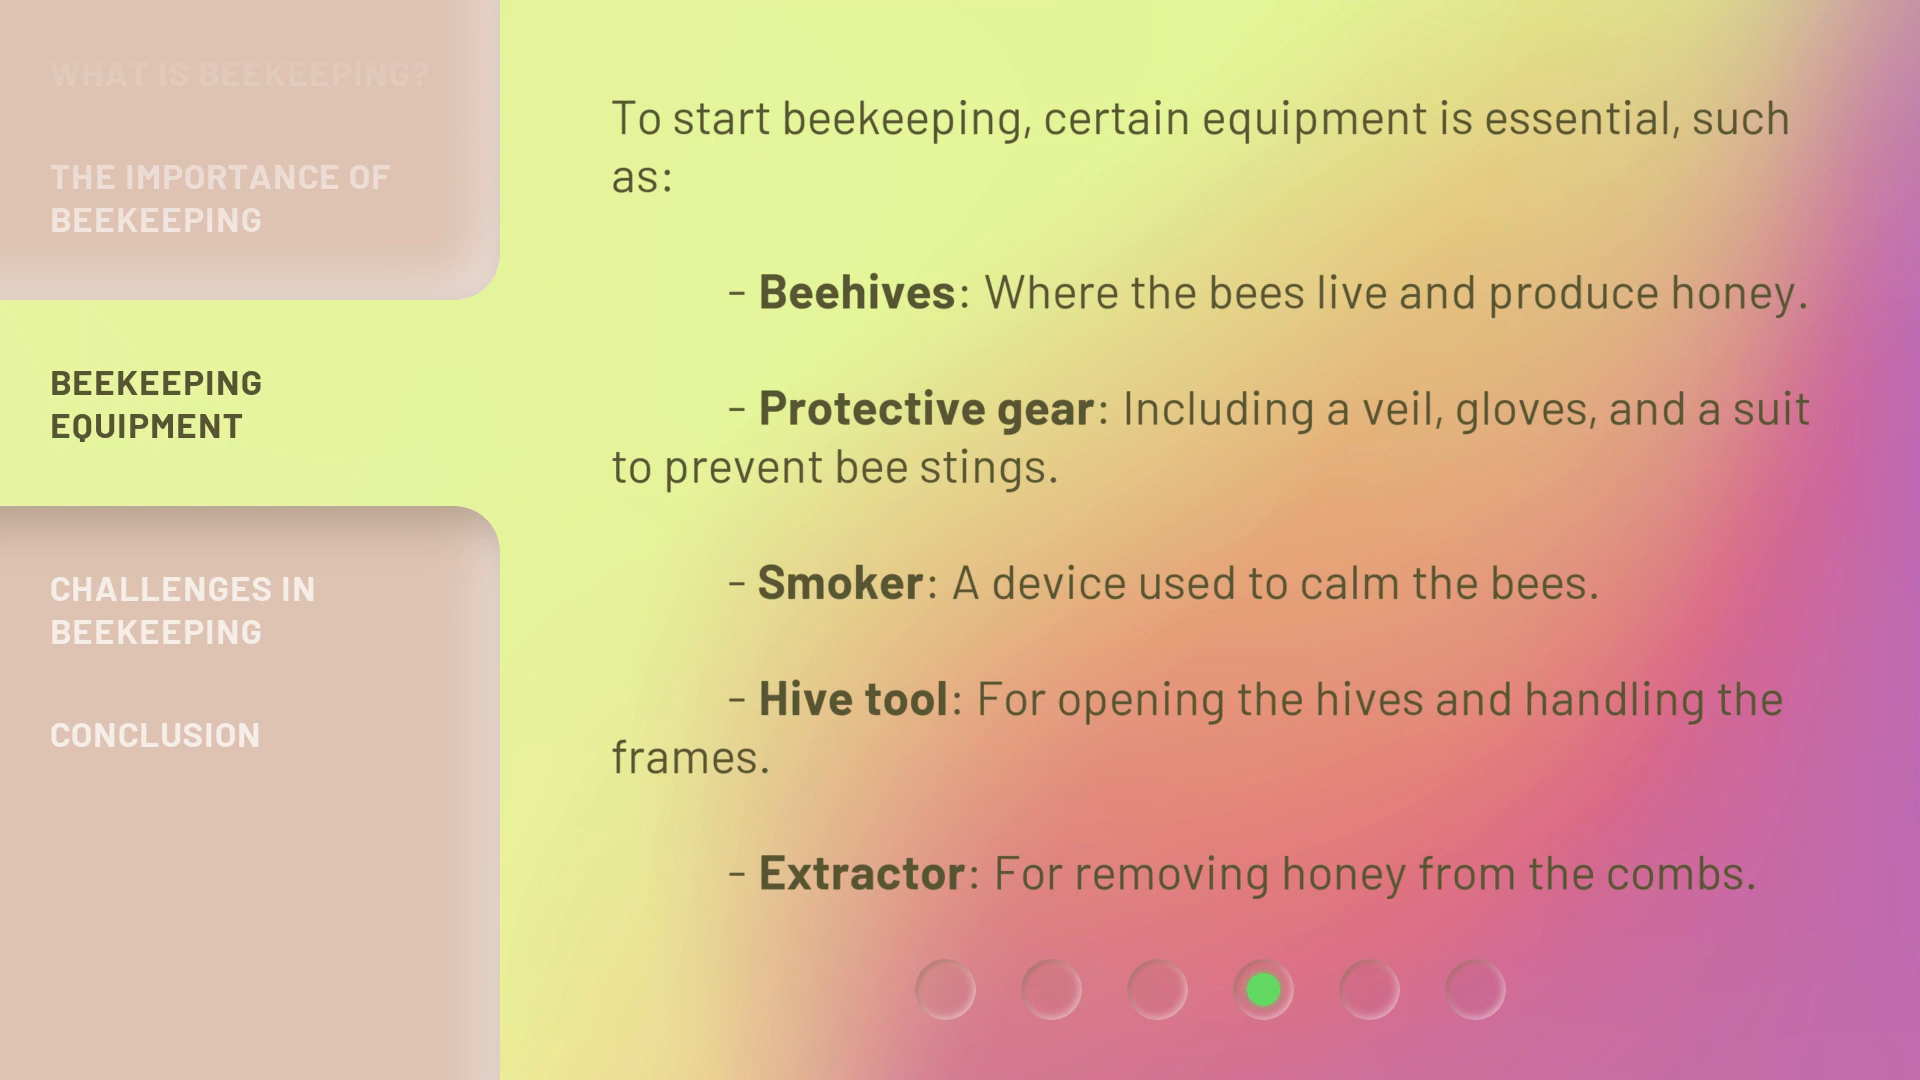 WHAT IS BEEKEEPING?
THE IMPORTANCE OF
BEEKEEPING
BEEKEEPING
EQUIPMENT
CHALLENGES IN
BEEKEEPING
CONCLUSION
To start beekeeping, certain equipment is essential, such
as:
- Beehives: Where the bees live and produce honey.
- Protective gear: Including a veil, gloves, and a suit
to prevent bee stings.
- Smoker: A device used to calm the bees.
- Hive tool: For opening the hives and handling the
frames.
- Extractor: For removing honey from the combs.